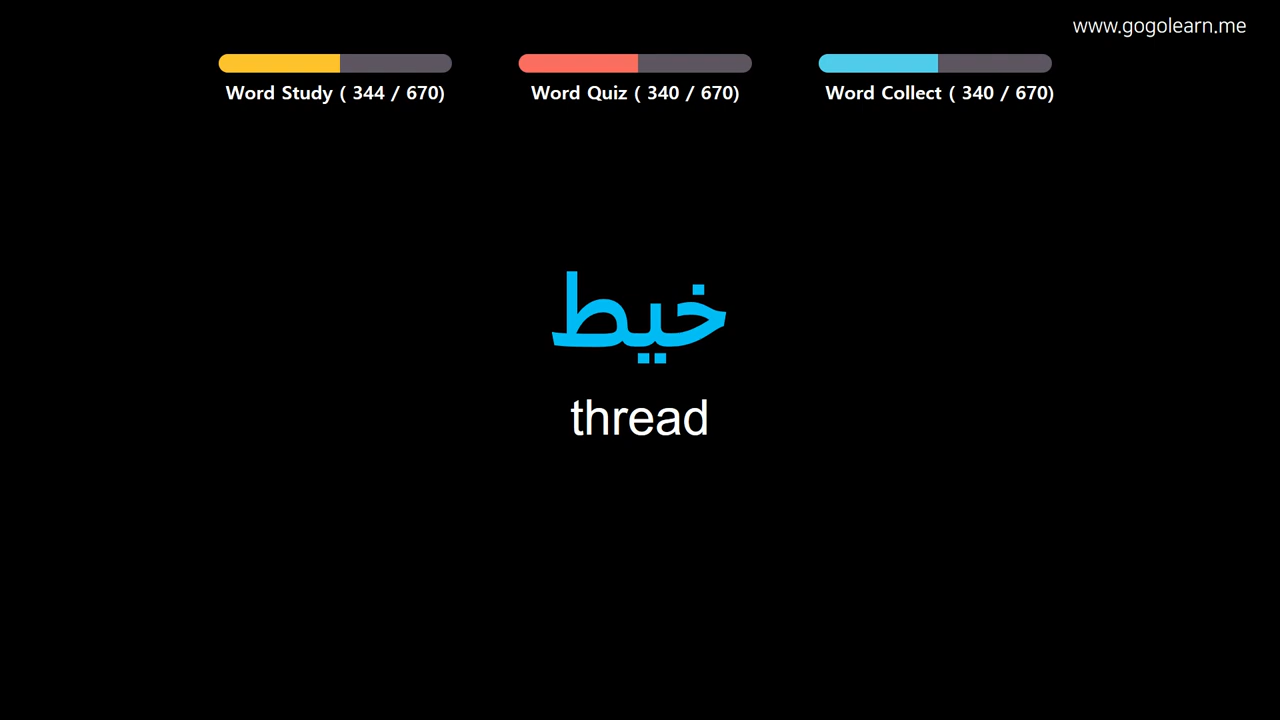 www.gogolearn.me
Word Study ( 344 / 670)
Word Quiz ( 340 / 670)
Word Collect ( 340 / 670)
خيط
thread